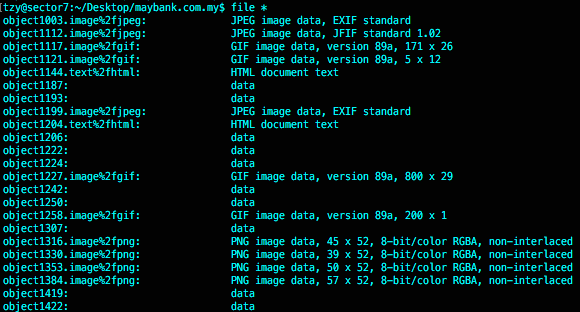 [tzy@sector7:~/Desktop/maybank.com.my$ file *
object1003.image%2fjpeg: JPEG image data, EXIF standard
object1112.image%2fjpeg: JPEG image data, JFIF standard 1.02
object1117.image%2fgif: GIF image data, version 89a, 171 x 26
object1121.image%2fgif: GIF image data, version 89a, 5 x 12
object1144.text%2fhtml: HTML document text
object1187: data
object1193: data
object1199.image%2fjpeg: JPEG image data, EXIF standard
object1204.text%2fhtml: HTML document text
object1206: data
object1222: data
object1224: data
object1227.image%2fgif: GIF image data, version 89a, 800 x 29
object1242: data
object1250: data
object1258.image%2fgif: GIF image data, version 89a, 200 x 1
object1307: data
object1316.image%2fpng: PNG image data, 45 x 52, 8-bit/color RGBA, non-interlaced
object1330.image%2fpng: PNG image data, 39 x 52, 8-bit/color RGBA, non-interlaced
object1353.image%2fpng: PNG image data, 50 x 52, 8-bit/color RGBA, non-interlaced
object1384.image%2fpng: PNG image data, 57 x 52, 8-bit/color RGBA, non-interlaced
object1419: data
object1422: data